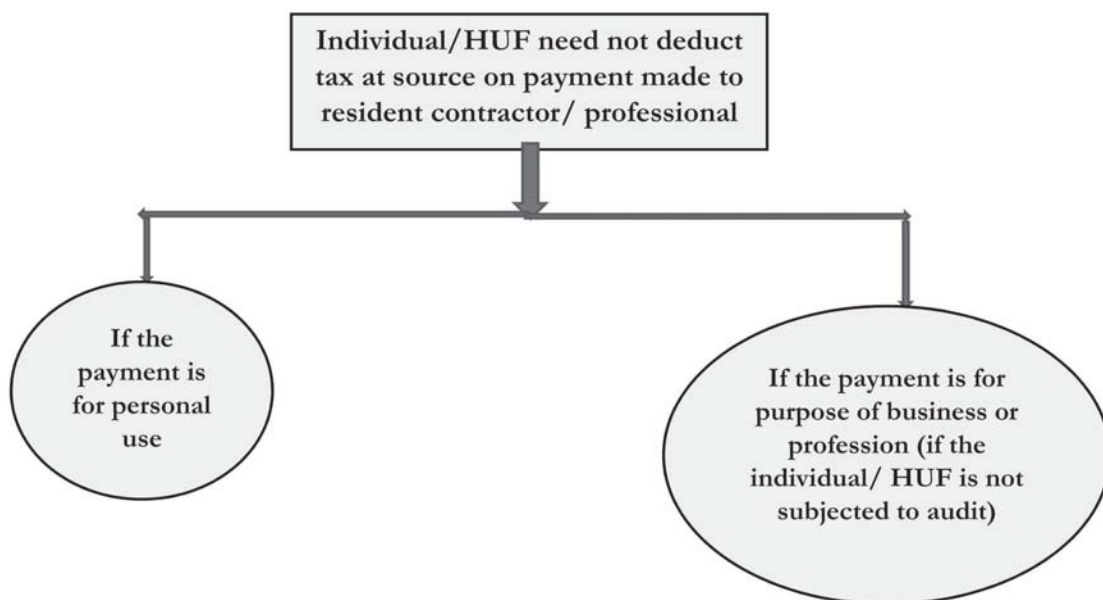 Individual/HUF need not deduct
tax at source on payment made to
resident contractor/ professional
If the
payment is
for personal
use
If the payment is for
purpose of business or
profession (if the
individual/ HUF is not
subjected to audit)